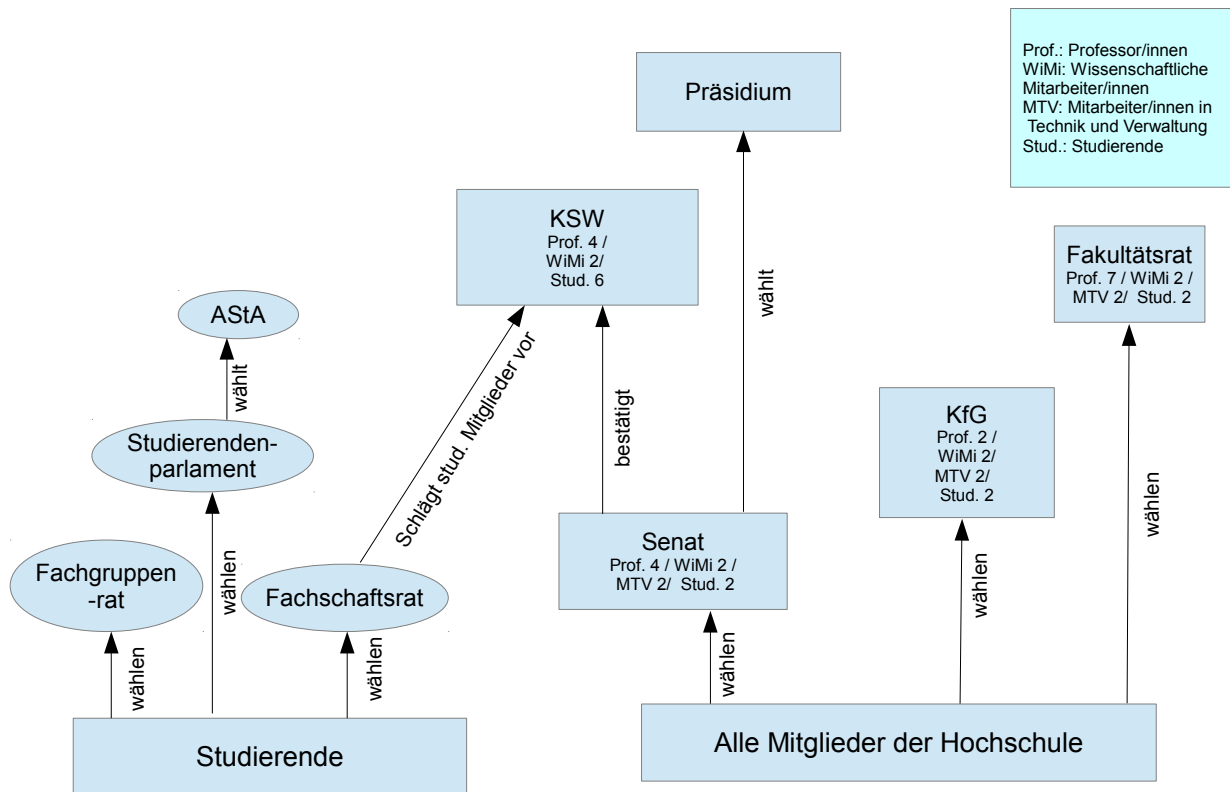 Prof.: Professor/innen
WiMi: Wissenschaftliche
Mitarbeiter/innen
MTV: Mitarbeiter/innen in
Technik und Verwaltung
Stud.: Studierende
Präsidium
wählt
KSW
Prof. 4 /
WiMi 2/
Stud. 6
Fakultätsrat
Prof. 7 / WiMi 2 /
MTV 2/ Stud. 2
AStA
wählt
Schlägt stud. Mitglieder vor
bestätigt
KfG
Prof. 2 /
WiMi 2/
MTV 2/
Stud. 2
wählen
Studierenden-
parlament
wählen
Senat
Prof. 4 / WiMi 2 /
MTV 2/ Stud. 2
wählen
Fachgruppen
-rat
Fachschaftsrat
wählen
wählen
wählen
Studierende
Alle Mitglieder der Hochschule